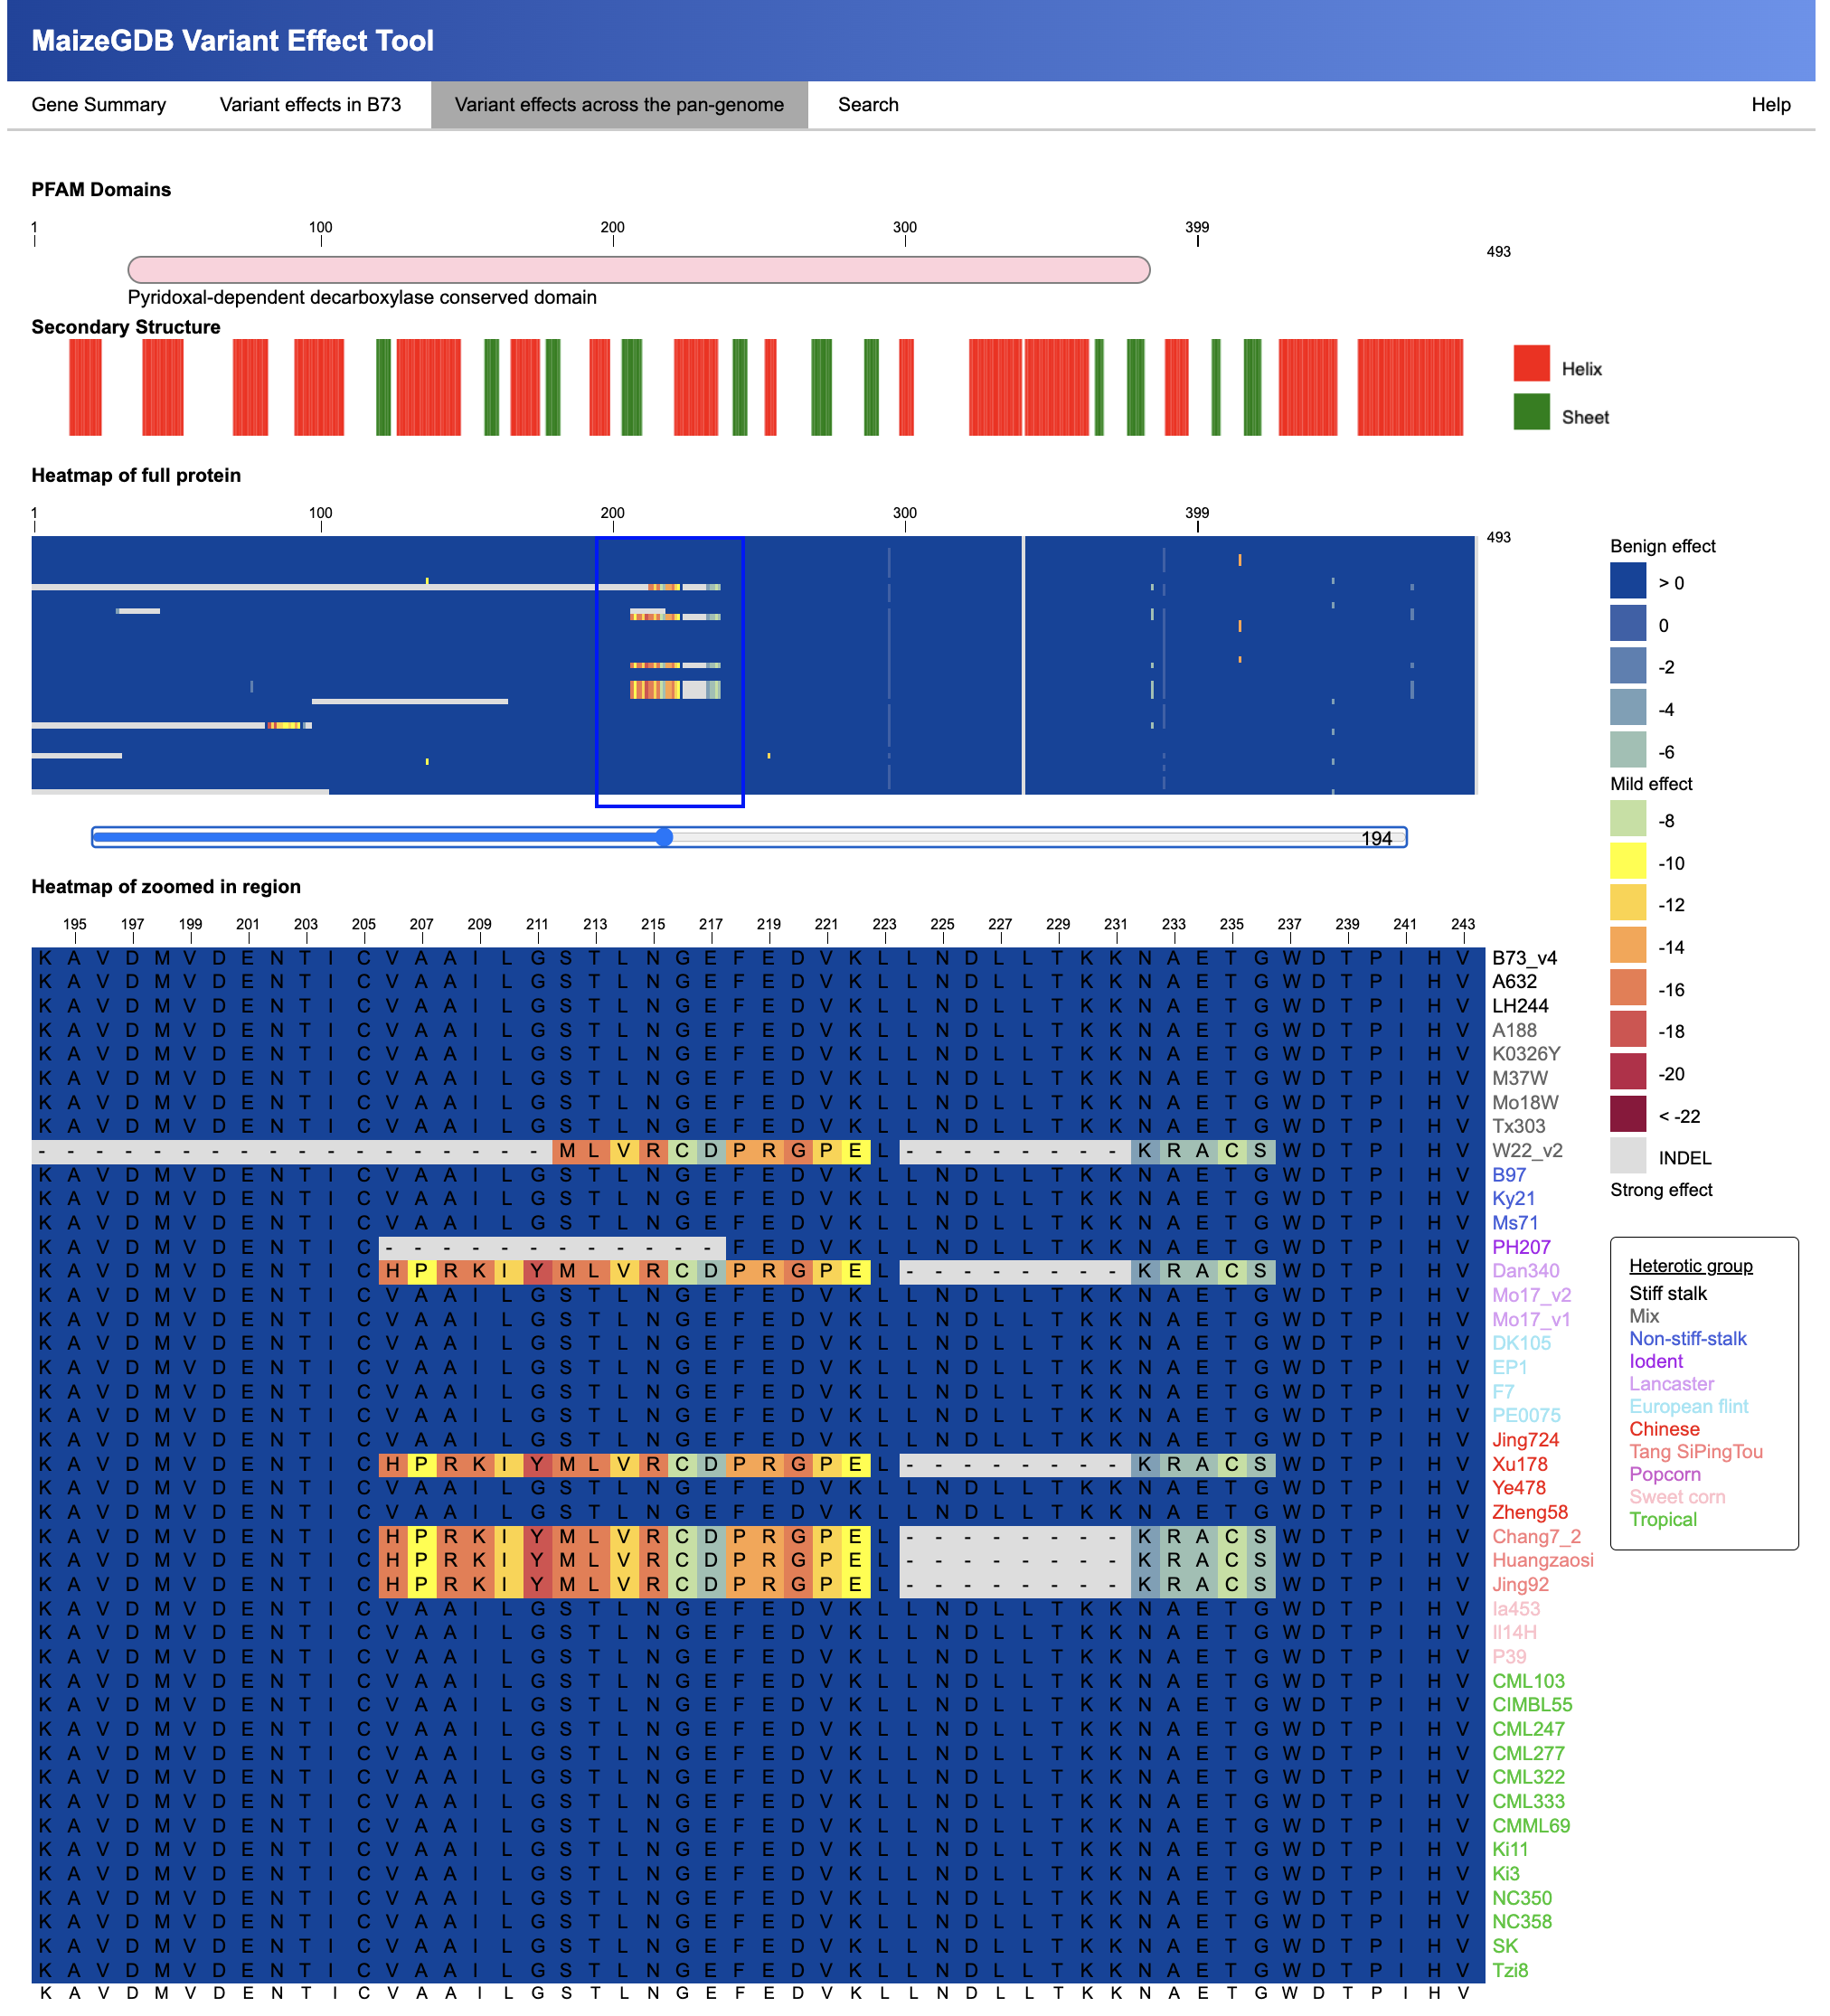 MaizeGDB Variant Effect Tool
Gene Summary Variant effects in B73 Variant effects across the pan-genome Search Help
PFAM Domains
1 100 200 300 399
493
Pyridoxal-dependent decarboxylase conserved domain
Secondary Structure
Helix
Sheet
Heatmap of full protein
1 100 200 300 399
493
194
Heatmap of zoomed in region
195 197 199 201 203 205 207 209 211 213 215 217 219 221 223 225 227 229 231 233 235 237 239 241 243
K A V D M V D E N T I C V A A I L G S T L N G E F E D V K L L N D L L T K K N A E T G W D T P I H V B73_v4
K A V D M V D E N T I C V A A I L G S T L N G E F E D V K L L N D L L T K K N A E T G W D T P I H V A632
K A V D M V D E N T I C V A A I L G S T L N G E F E D V K L L N D L L T K K N A E T G W D T P I H V LH244
K A V D M V D E N T I C V A A I L G S T L N G E F E D V K L L N D L L T K K N A E T G W D T P I H V A188
K A V D M V D E N T I C V A A I L G S T L N G E F E D V K L L N D L L T K K N A E T G W D T P I H V K0326Y
K A V D M V D E N T I C V A A I L G S T L N G E F E D V K L L N D L L T K K N A E T G W D T P I H V M37W
K A V D M V D E N T I C V A A I L G S T L N G E F E D V K L L N D L L T K K N A E T G W D T P I H V Mo18W
K A V D M V D E N T I C V A A I L G S T L N G E F E D V K L L N D L L T K K N A E T G W D T P I H V Tx303
- - - - - - - - - - - - - - - - - - M L V R C D P R G P E L - - - - - - - - K R A C S W D T P I H V W22_v2
K A V D M V D E N T I C V A A I L G S T L N G E F E D V K L L N D L L T K K N A E T G W D T P I H V B97
K A V D M V D E N T I C V A A I L G S T L N G E F E D V K L L N D L L T K K N A E T G W D T P I H V Ky21
K A V D M V D E N T I C V A A I L G S T L N G E F E D V K L L N D L L T K K N A E T G W D T P I H V Ms71
K A V D M V D E N T I C - - - - - - - - - - - - F E D V K L L N D L L T K K N A E T G W D T P I H V PH207
K A V D M V D E N T I C H P R K I Y M L V R C D P R G P E L - - - - - - - - K R A C S W D T P I H V Dan340
K A V D M V D E N T I C V A A I L G S T L N G E F E D V K L L N D L L T K K N A E T G W D T P I H V Mo17_v2
K A V D M V D E N T I C V A A I L G S T L N G E F E D V K L L N D L L T K K N A E T G W D T P I H V Mo17_v1
K A V D M V D E N T I C V A A I L G S T L N G E F E D V K L L N D L L T K K N A E T G W D T P I H V DK105
K A V D M V D E N T I C V A A I L G S T L N G E F E D V K L L N D L L T K K N A E T G W D T P I H V EP1
K A V D M V D E N T I C V A A I L G S T L N G E F E D V K L L N D L L T K K N A E T G W D T P I H V F7
K A V D M V D E N T I C V A A I L G S T L N G E F E D V K L L N D L L T K K N A E T G W D T P I H V PE0075
K A V D M V D E N T I C V A A I L G S T L N G E F E D V K L L N D L L T K K N A E T G W D T P I H V Jing724
K A V D M V D E N T I C H P R K I Y M L V R C D P R G P E L - - - - - - - - K R A C S W D T P I H V Xu178
K A V D M V D E N T I C V A A I L G S T L N G E F E D V K L L N D L L T K K N A E T G W D T P I H V Ye478
K A V D M V D E N T I C V A A I L G S T L N G E F E D V K L L N D L L T K K N A E T G W D T P I H V Zheng58
K A V D M V D E N T I C H P R K I Y M L V R C D P R G P E L - - - - - - - - K R A C S W D T P I H V Chang7_2
K A V D M V D E N T I C H P R K I Y M L V R C D P R G P E L - - - - - - - - K R A C S W D T P I H V Huangzaosi
K A V D M V D E N T I C H P R K I Y M L V R C D P R G P E L - - - - - - - - K R A C S W D T P I H V Jing92
K A V D M V D E N T I C V A A I L G S T L N G E F E D V K L L N D L L T K K N A E T G W D T P I H V Ia453
K A V D M V D E N T I C V A A I L G S T L N G E F E D V K L L N D L L T K K N A E T G W D T P I H V Il14H
K A V D M V D E N T I C V A A I L G S T L N G E F E D V K L L N D L L T K K N A E T G W D T P I H V P39
K A V D M V D E N T I C V A A I L G S T L N G E F E D V K L L N D L L T K K N A E T G W D T P I H V CML103
K A V D M V D E N T I C V A A I L G S T L N G E F E D V K L L N D L L T K K N A E T G W D T P I H V CIMBL55
K A V D M V D E N T I C V A A I L G S T L N G E F E D V K L L N D L L T K K N A E T G W D T P I H V CML247
K A V D M V D E N T I C V A A I L G S T L N G E F E D V K L L N D L L T K K N A E T G W D T P I H V CML277
K A V D M V D E N T I C V A A I L G S T L N G E F E D V K L L N D L L T K K N A E T G W D T P I H V CML322
K A V D M V D E N T I C V A A I L G S T L N G E F E D V K L L N D L L T K K N A E T G W D T P I H V CML333
K A V D M V D E N T I C V A A I L G S T L N G E F E D V K L L N D L L T K K N A E T G W D T P I H V CMML69
K A V D M V D E N T I C V A A I L G S T L N G E F E D V K L L N D L L T K K N A E T G W D T P I H V Ki11
K A V D M V D E N T I C V A A I L G S T L N G E F E D V K L L N D L L T K K N A E T G W D T P I H V Ki3
K A V D M V D E N T I C V A A I L G S T L N G E F E D V K L L N D L L T K K N A E T G W D T P I H V NC350
K A V D M V D E N T I C V A A I L G S T L N G E F E D V K L L N D L L T K K N A E T G W D T P I H V NC358
K A V D M V D E N T I C V A A I L G S T L N G E F E D V K L L N D L L T K K N A E T G W D T P I H V SK
K A V D M V D E N T I C V A A I L G S T L N G E F E D V K L L N D L L T K K N A E T G W D T P I H V Tzi8
K A V D M V D E N T I C V A A I L G S T L N G E F E D V K L L N D L L T K K N A E T G W D T P I H V
Benign effect
> 0
0
-2
-4
-6
Mild effect
-8
-10
-12
-14
-16
-18
-20
< -22
INDEL
Strong effect
Heterotic group
Stiff stalk
Mix
Non-stiff-stalk
Iodent
Lancaster
European flint
Chinese
Tang SiPingTou
Popcorn
Sweet corn
Tropical